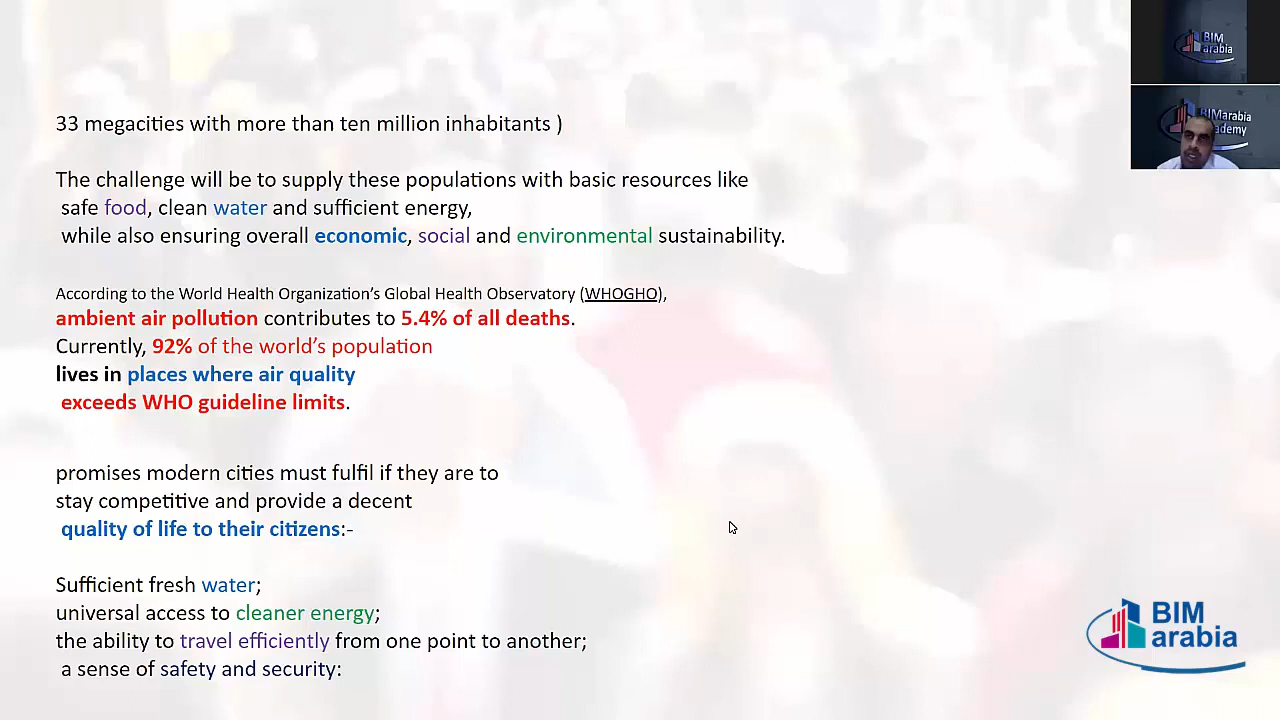 33 megacities with more than ten million inhabitants )
The challenge will be to supply these populations with basic resources like
safe food, clean water and sufficient energy,
while also ensuring overall economic, social and environmental sustainability.
According to the World Health Organization's Global Health Observatory (WHOGHO),
ambient air pollution contributes to 5.4% of all deaths.
Currently, 92% of the world's population
lives in places where air quality
exceeds WHO guideline limits.
promises modern cities must fulfil if they are to
stay competitive and provide a decent
quality of life to their citizens:-
Sufficient fresh water;
universal access to cleaner energy;
the ability to travel efficiently from one point to another;
a sense of safety and security:
BIM
arabia
BIM
arabia
BIMarabia